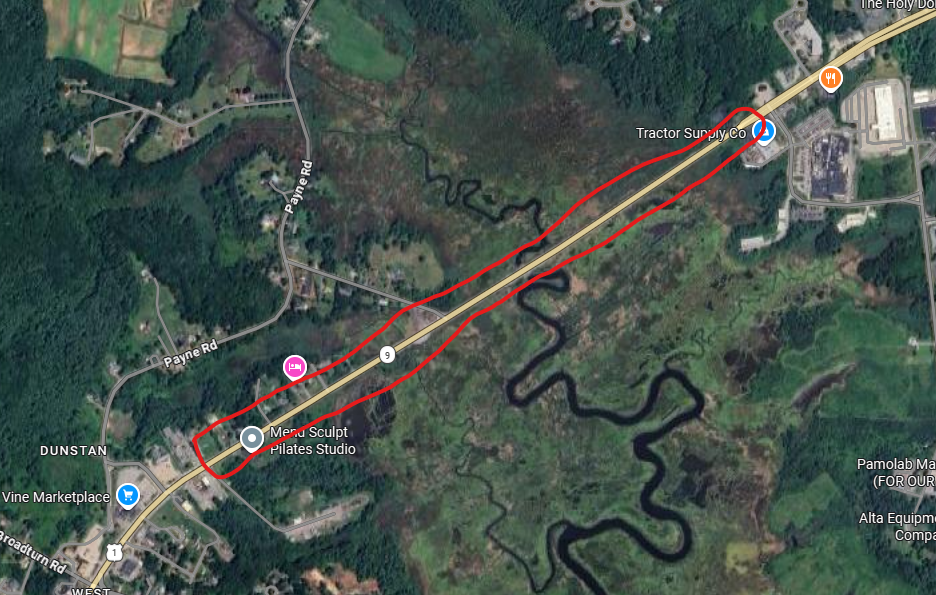 The Holy Do
Tractor Supply Co
Payne Rd
9
Payne Rd
Mend Sculpt
Pilates Studio
DUNSTAN
Vine Marketplace
Pamolab Ma
(FOR OUR
Alta Equipme
Compa
Broadturn Rd
1
WEST